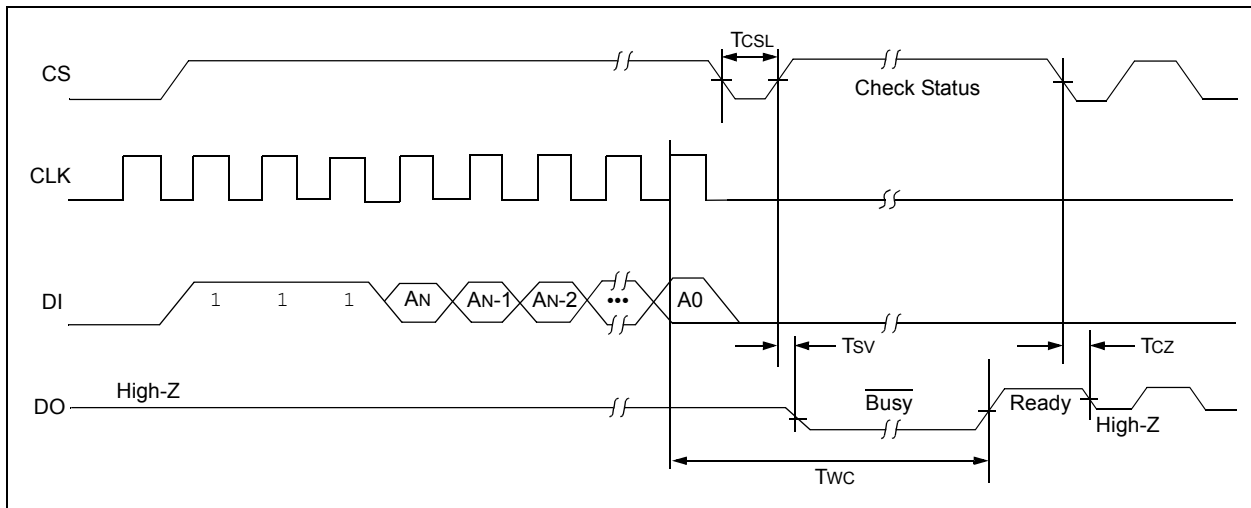 TCSL
CS
Check Status
CLK
DI
1 1 1 AN AN-1 AN-2 ••• A0
TSV
TCZ
High-Z
DO
Busy
Ready
High-Z
TWC